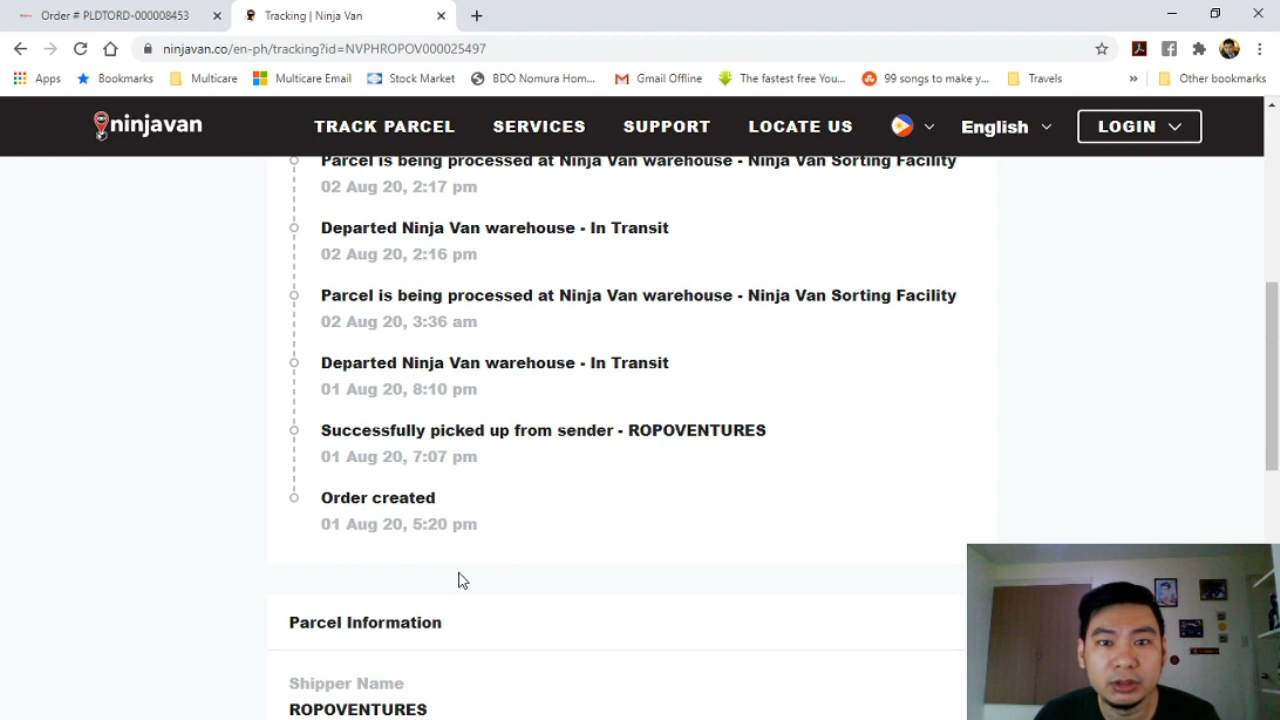 Order # PLDTORD-000008453
Tracking | Ninja Van
ninjavan.co/en-ph/tracking?id=NVPHROPOV000025497
Apps
Bookmarks
Multicare
Multicare Email
Stock Market
BDO Nomura Hom...
Gmail Offline
The fastest free You...
99 songs to make y...
Travels
»
Other bookmarks
ninjavan
TRACK PARCEL
SERVICES
SUPPORT
LOCATE US
English
LOGIN
Parcel is being processed at Ninja Van warehouse - Ninja Van Sorting Facility
02 Aug 20, 2:17 pm
Departed Ninja Van warehouse - In Transit
02 Aug 20, 2:16 pm
Parcel is being processed at Ninja Van warehouse - Ninja Van Sorting Facility
02 Aug 20, 3:36 am
Departed Ninja Van warehouse - In Transit
01 Aug 20, 8:10 pm
Successfully picked up from sender - ROPOVENTURES
01 Aug 20, 7:07 pm
Order created
01 Aug 20, 5:20 pm
Parcel Information
Shipper Name
ROPOVENTURES